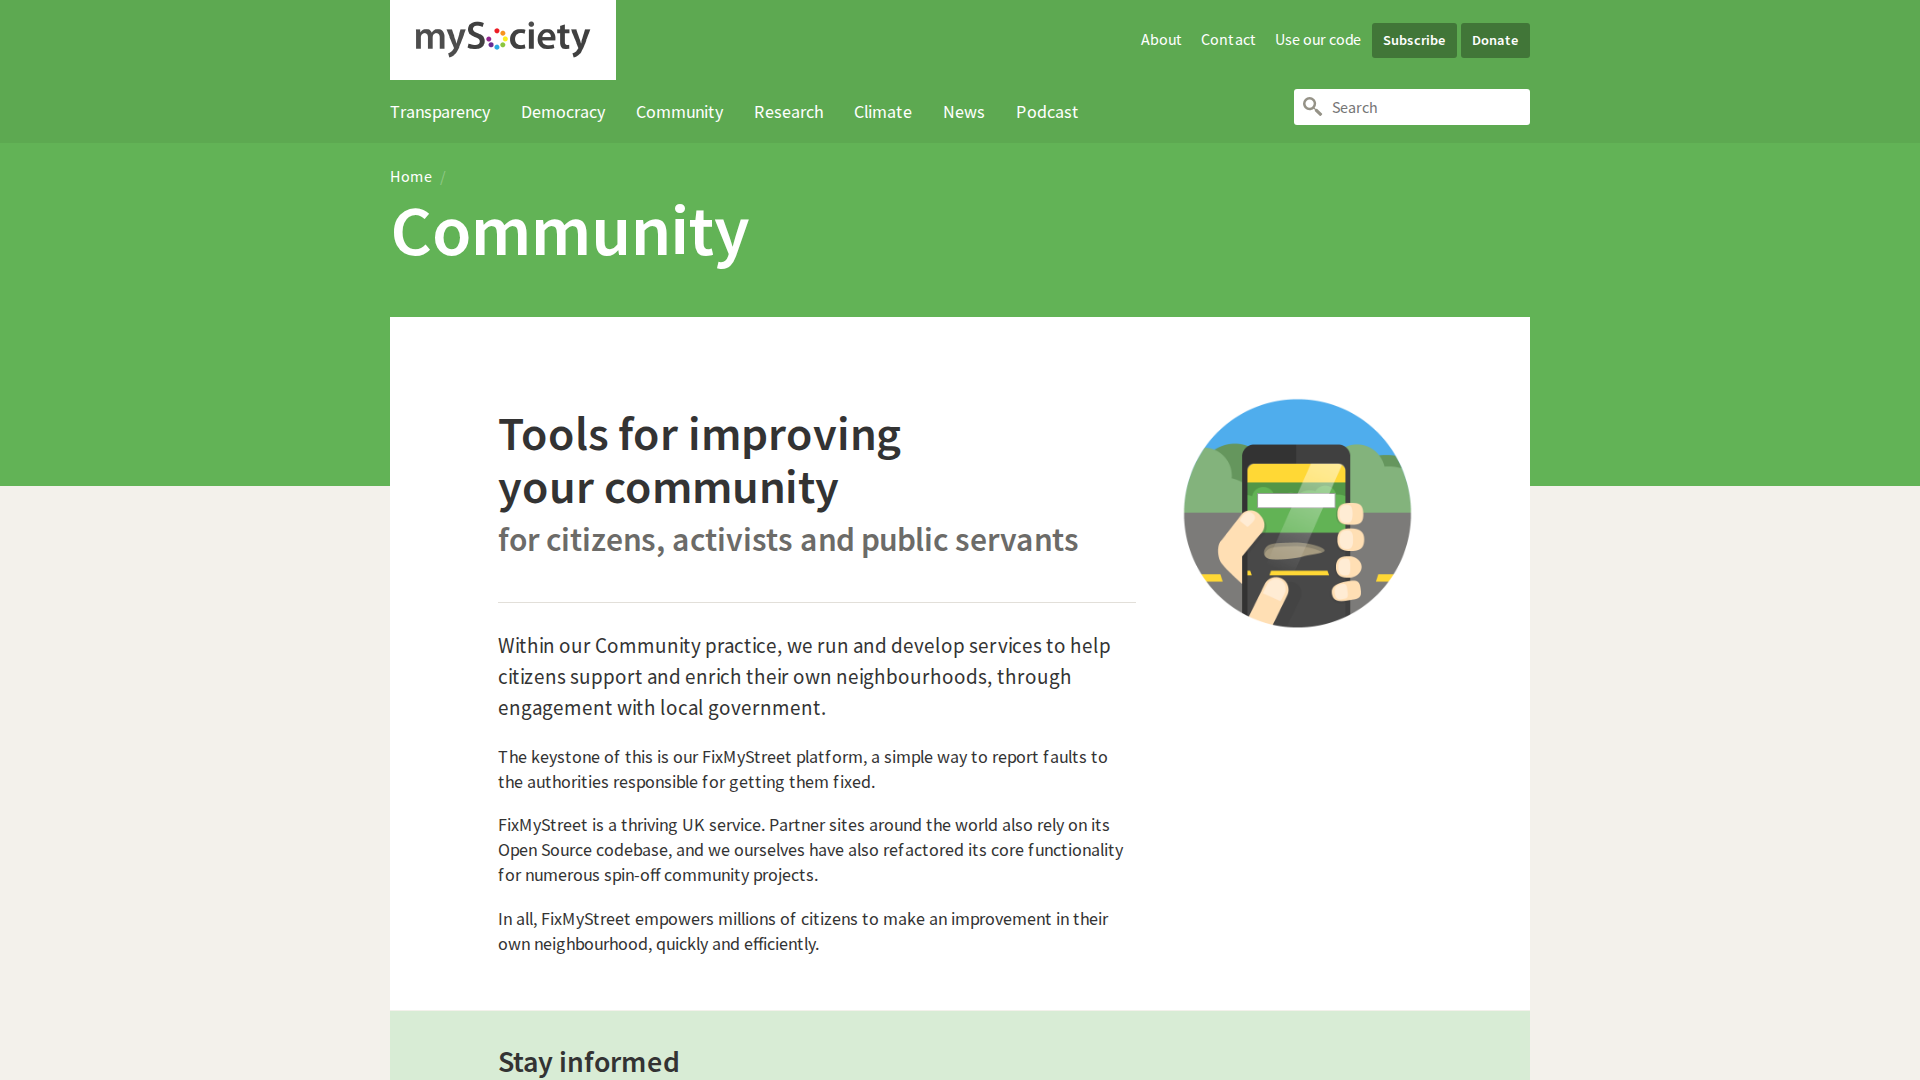 mySociety
About Contact Use our code Subscribe Donate
Transparency Democracy Community Research Climate News Podcast
Search
Home /
Community
Tools for improving
your community
for citizens, activists and public servants
Within our Community practice, we run and develop services to help
citizens support and enrich their own neighbourhoods, through
engagement with local government.
The keystone of this is our FixMyStreet platform, a simple way to report faults to
the authorities responsible for getting them fixed.
FixMyStreet is a thriving UK service. Partner sites around the world also rely on its
Open Source codebase, and we ourselves have also refactored its core functionality
for numerous spin-off community projects.
In all, FixMyStreet empowers millions of citizens to make an improvement in their
own neighbourhood, quickly and efficiently.
Stay informed